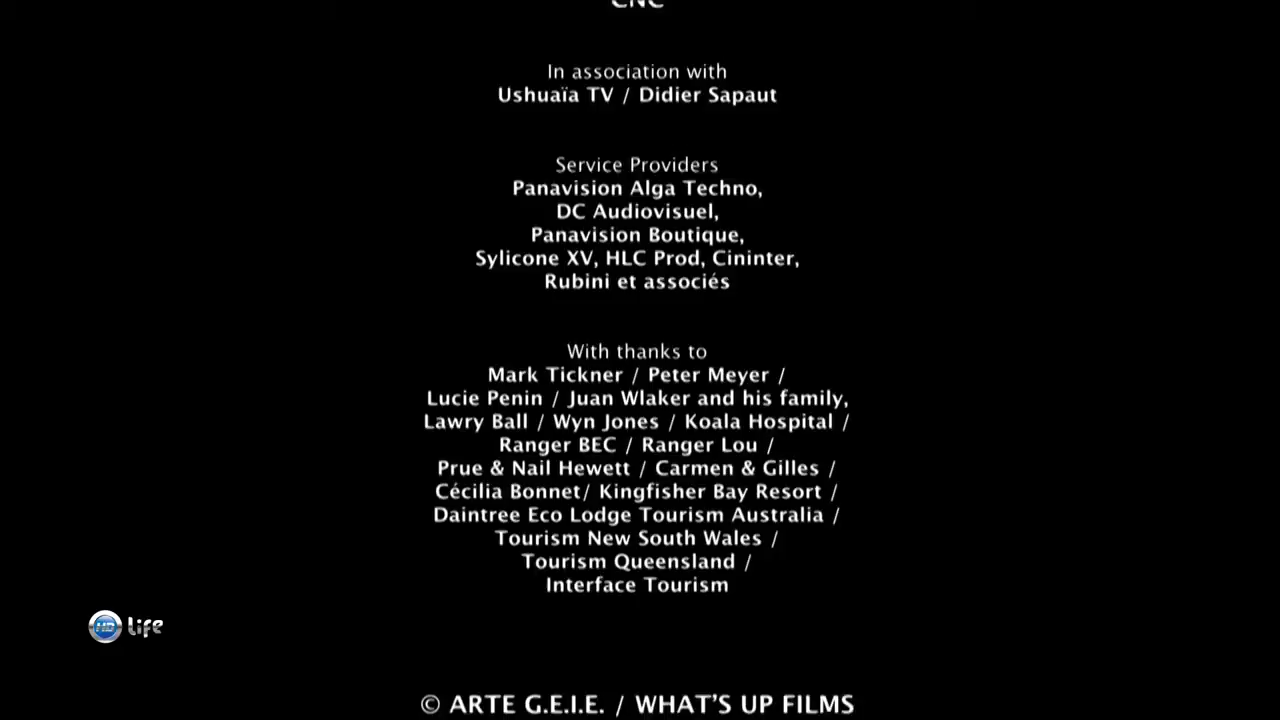 CNC
In association with
Ushuaïa TV / Didier Sapaut
Service Providers
Panavision Alga Techno,
DC Audiovisuel,
Panavision Boutique,
Sylicone XV, HLC Prod, Cininter,
Rubini et associés
With thanks to
Mark Tickner / Peter Meyer /
Lucie Penin / Juan Wlaker and his family,
Lawry Ball / Wyn Jones / Koala Hospital /
Ranger BEC / Ranger Lou /
Prue & Nail Hewett / Carmen & Gilles /
Cécilia Bonnet/ Kingfisher Bay Resort /
Daintree Eco Lodge Tourism Australia /
Tourism New South Wales /
Tourism Queensland /
Interface Tourism
HD Life
© ARTE G.E.I.E. / WHAT'S UP FILMS